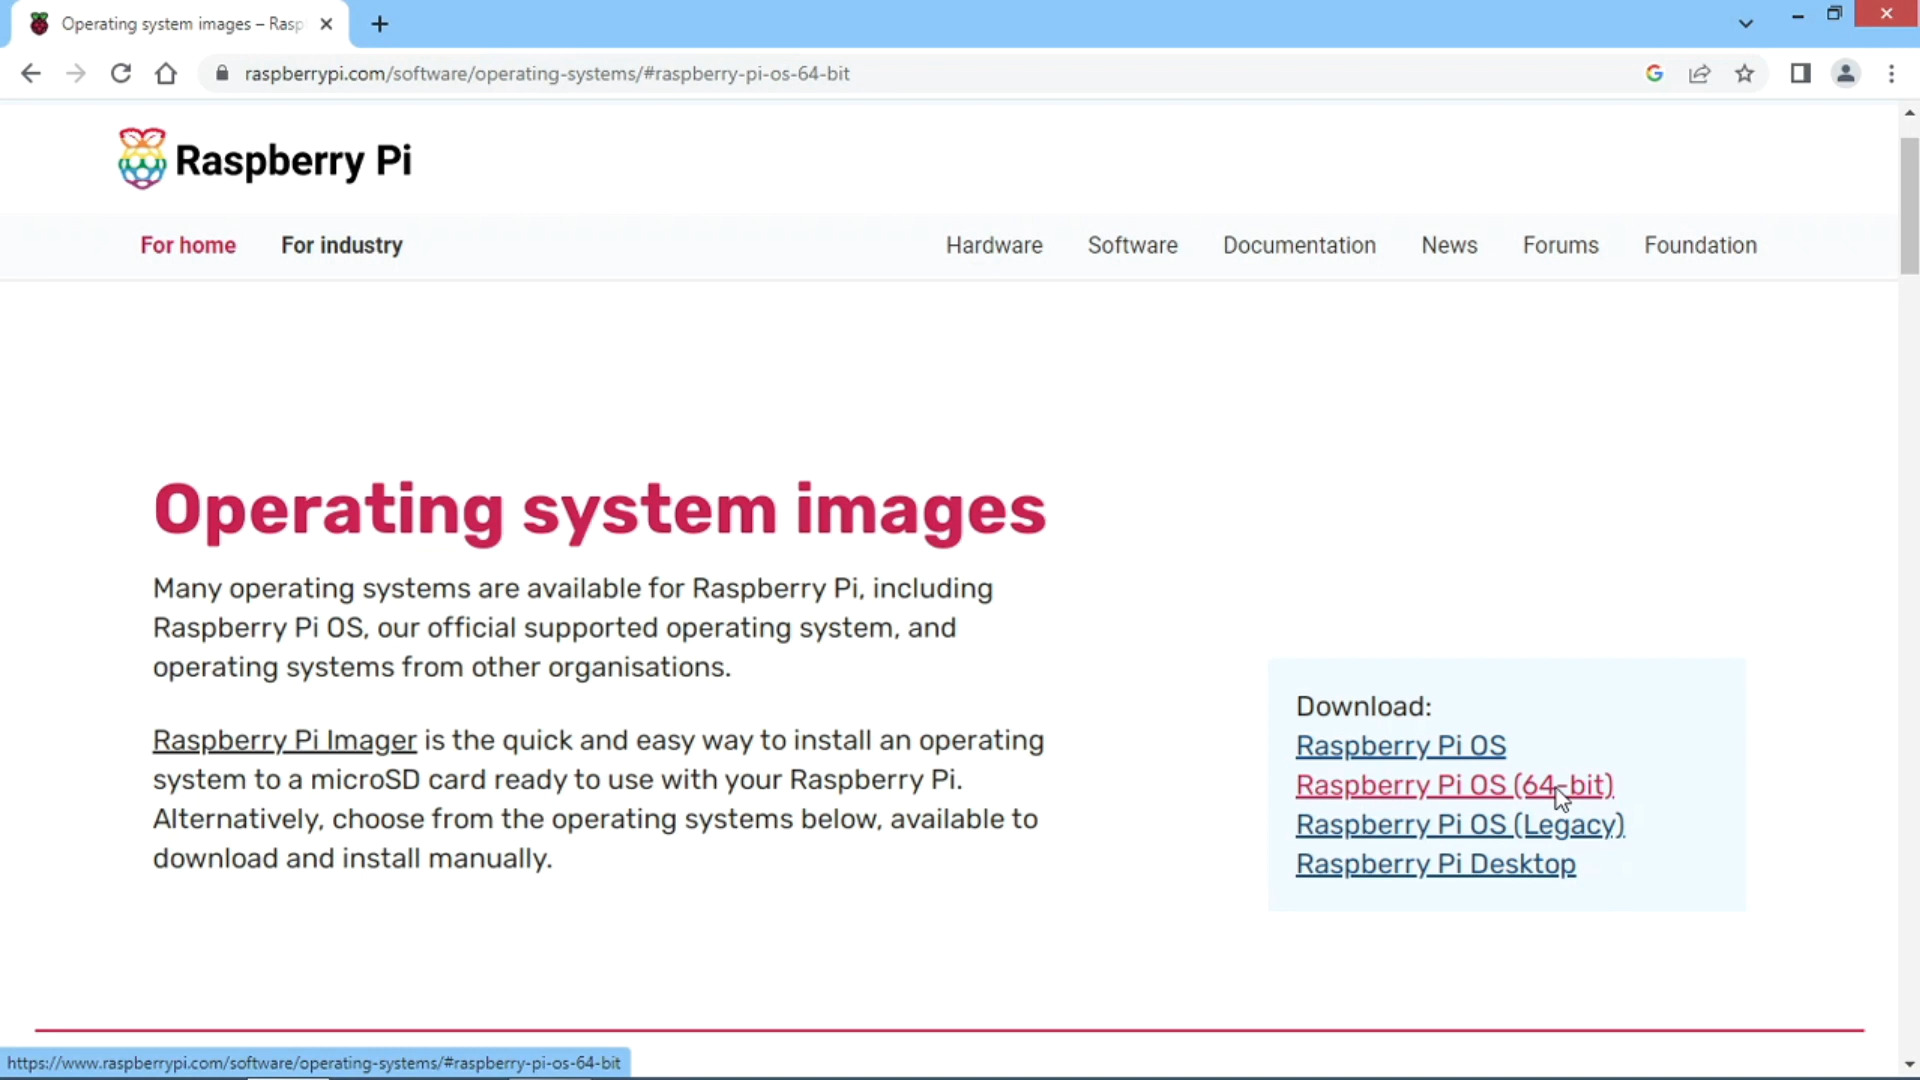 Operating system images – Rasp
raspberrypi.com/software/operating-systems/#raspberry-pi-os-64-bit
Raspberry Pi
For home
For industry
Hardware
Software
Documentation
News
Forums
Foundation
Operating system images
Many operating systems are available for Raspberry Pi, including
Raspberry Pi OS, our official supported operating system, and
operating systems from other organisations.
Raspberry Pi Imager is the quick and easy way to install an operating
system to a microSD card ready to use with your Raspberry Pi.
Alternatively, choose from the operating systems below, available to
download and install manually.
Download:
Raspberry Pi OS
Raspberry Pi OS (64-bit)
Raspberry Pi OS (Legacy)
Raspberry Pi Desktop
https://www.raspberrypi.com/software/operating-systems/#raspberry-pi-os-64-bit